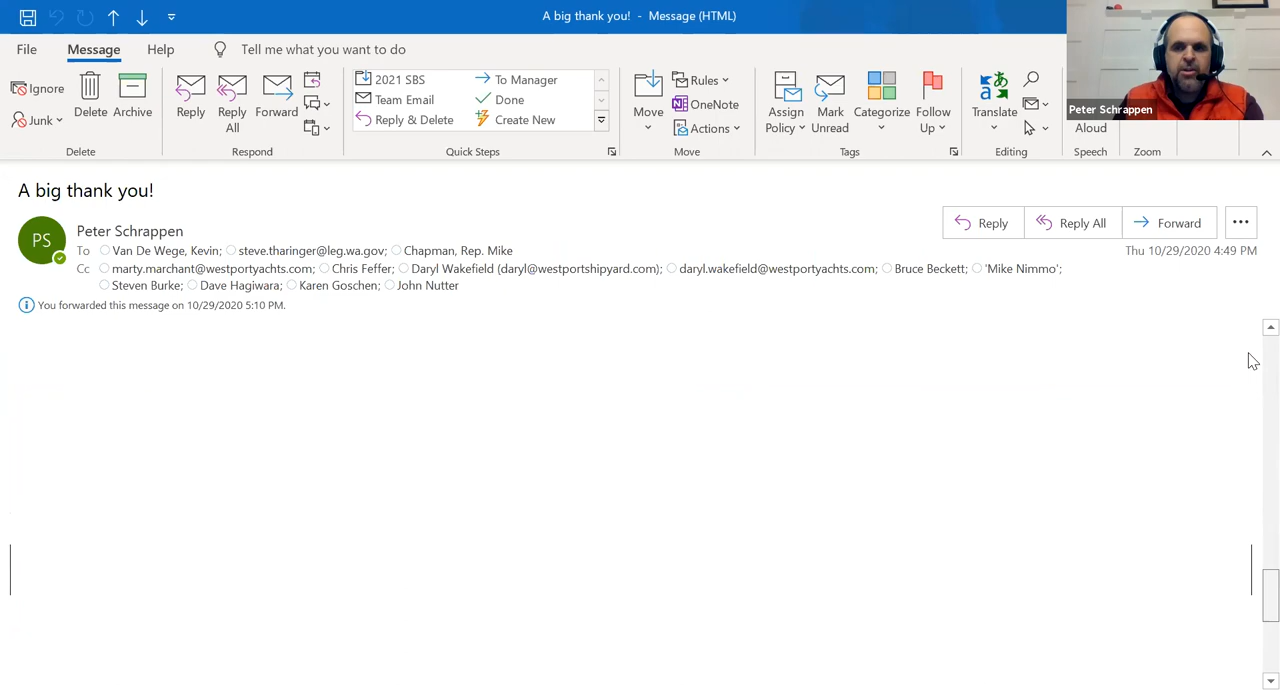 A big thank you! - Message (HTML)
File Message Help Tell me what you want to do
Ignore
Junk
Delete
Archive
Delete
Reply
Reply All
Forward
Respond
2021 SBS
Team Email
Reply & Delete
To Manager
Done
Create New
Quick Steps
Move
Rules
OneNote
Actions
Move
Assign Policy
Mark Unread
Categorize
Follow Up
Tags
Translate
Editing
Aloud
Speech
Zoom
Peter Schrappen
A big thank you!
PS
Peter Schrappen
To Van De Wege, Kevin; steve.tharinger@leg.wa.gov; Chapman, Rep. Mike
Cc marty.marchant@westportyachts.com; Chris Feffer; Daryl Wakefield (daryl@westportshipyard.com); daryl.wakefield@westportyachts.com; Bruce Beckett; 'Mike Nimmo';
Steven Burke; Dave Hagiwara; Karen Goschen; John Nutter
You forwarded this message on 10/29/2020 5:10 PM.
Reply Reply All Forward
Thu 10/29/2020 4:49 PM